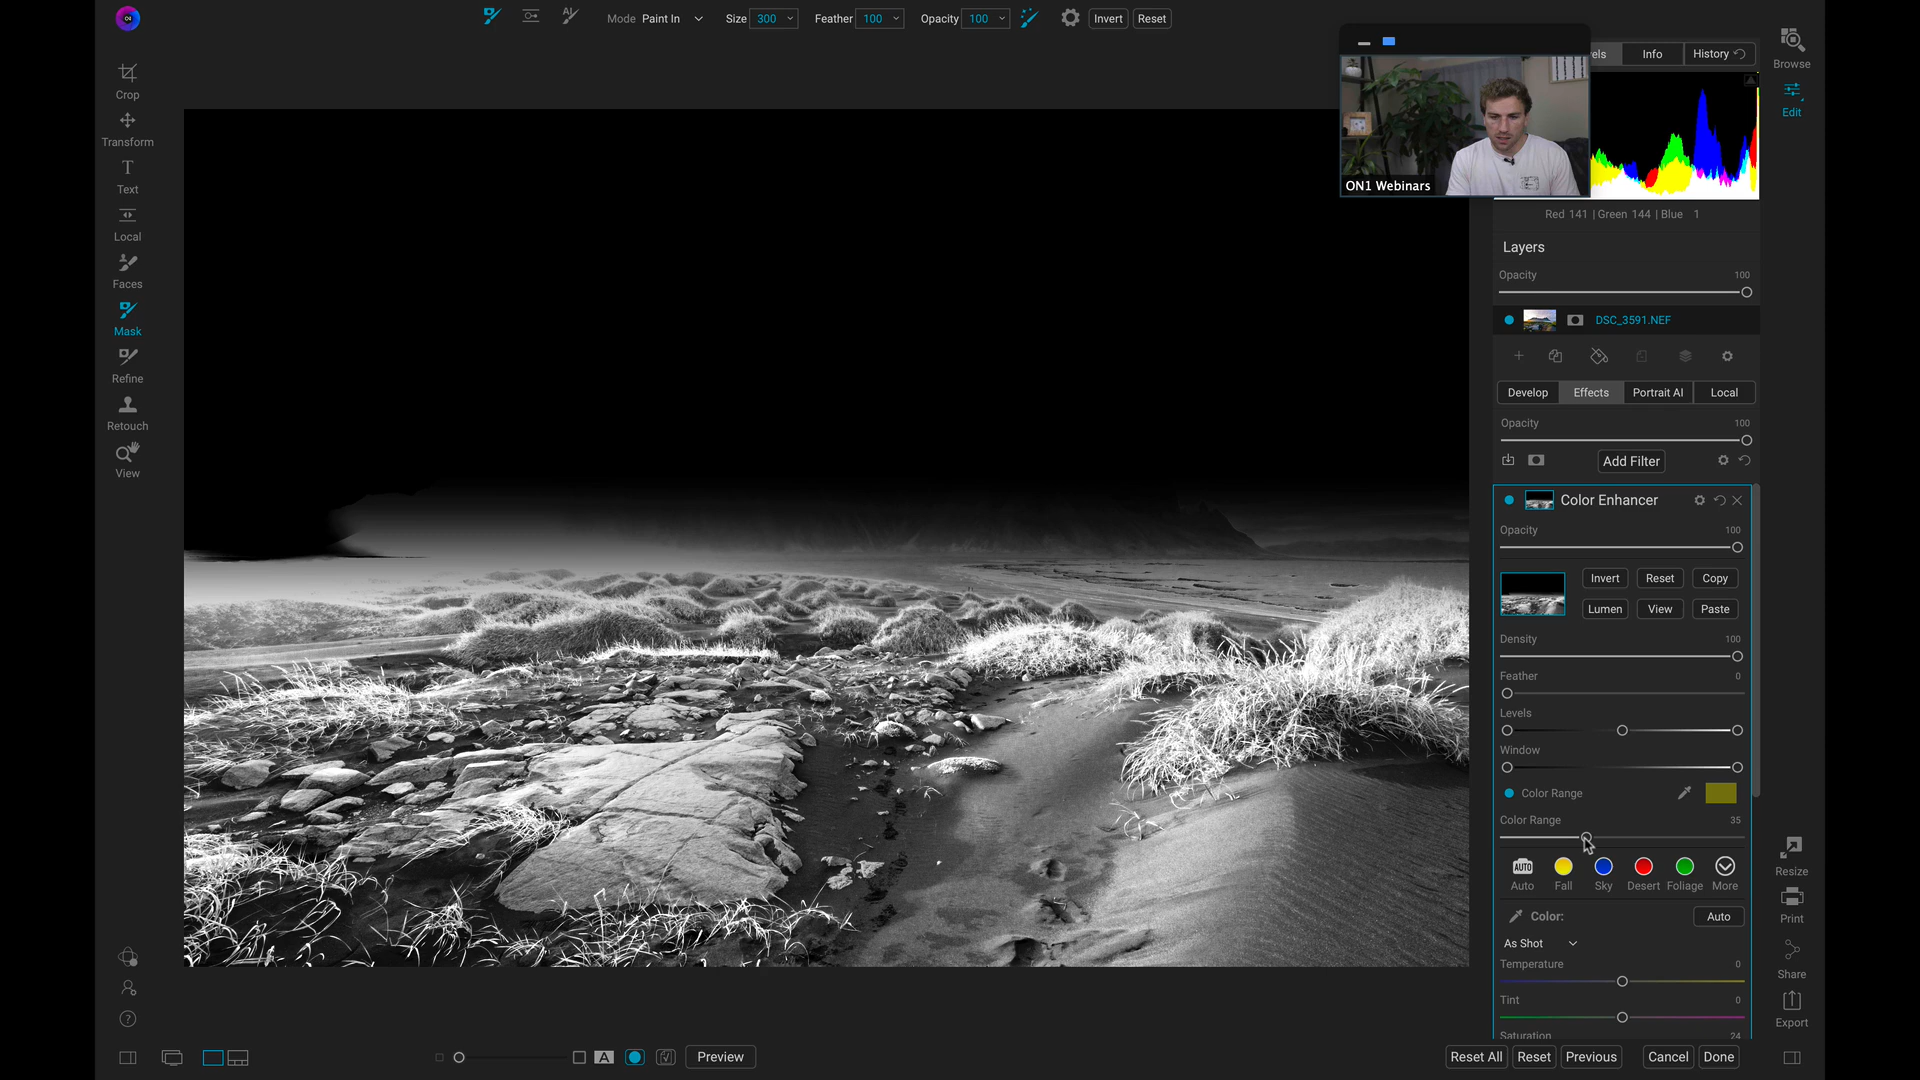 Mode Paint In Size 300 Feather 100 Opacity 100 Invert Reset
Crop
Transform
Text
Local
Faces
Mask
Refine
Retouch
View
ON1 Webinars
Info
History
Browse
Edit
Red 141 | Green 144 | Blue 1
Layers
Opacity 100
DSC_3591.NEF
Develop Effects Portrait AI Local
Opacity 100
Add Filter
Color Enhancer
Opacity 100
Invert Reset Copy
Lumen View Paste
Density 100
Feather 0
Levels
Window
Color Range
Color Range 35
AUTO
Auto Fall Sky Desert Foliage More
Color: Auto
As Shot
Temperature 0
Tint 0
Saturation 24
Resize
Print
Share
Export
A Preview
Reset All Reset Previous Cancel Done